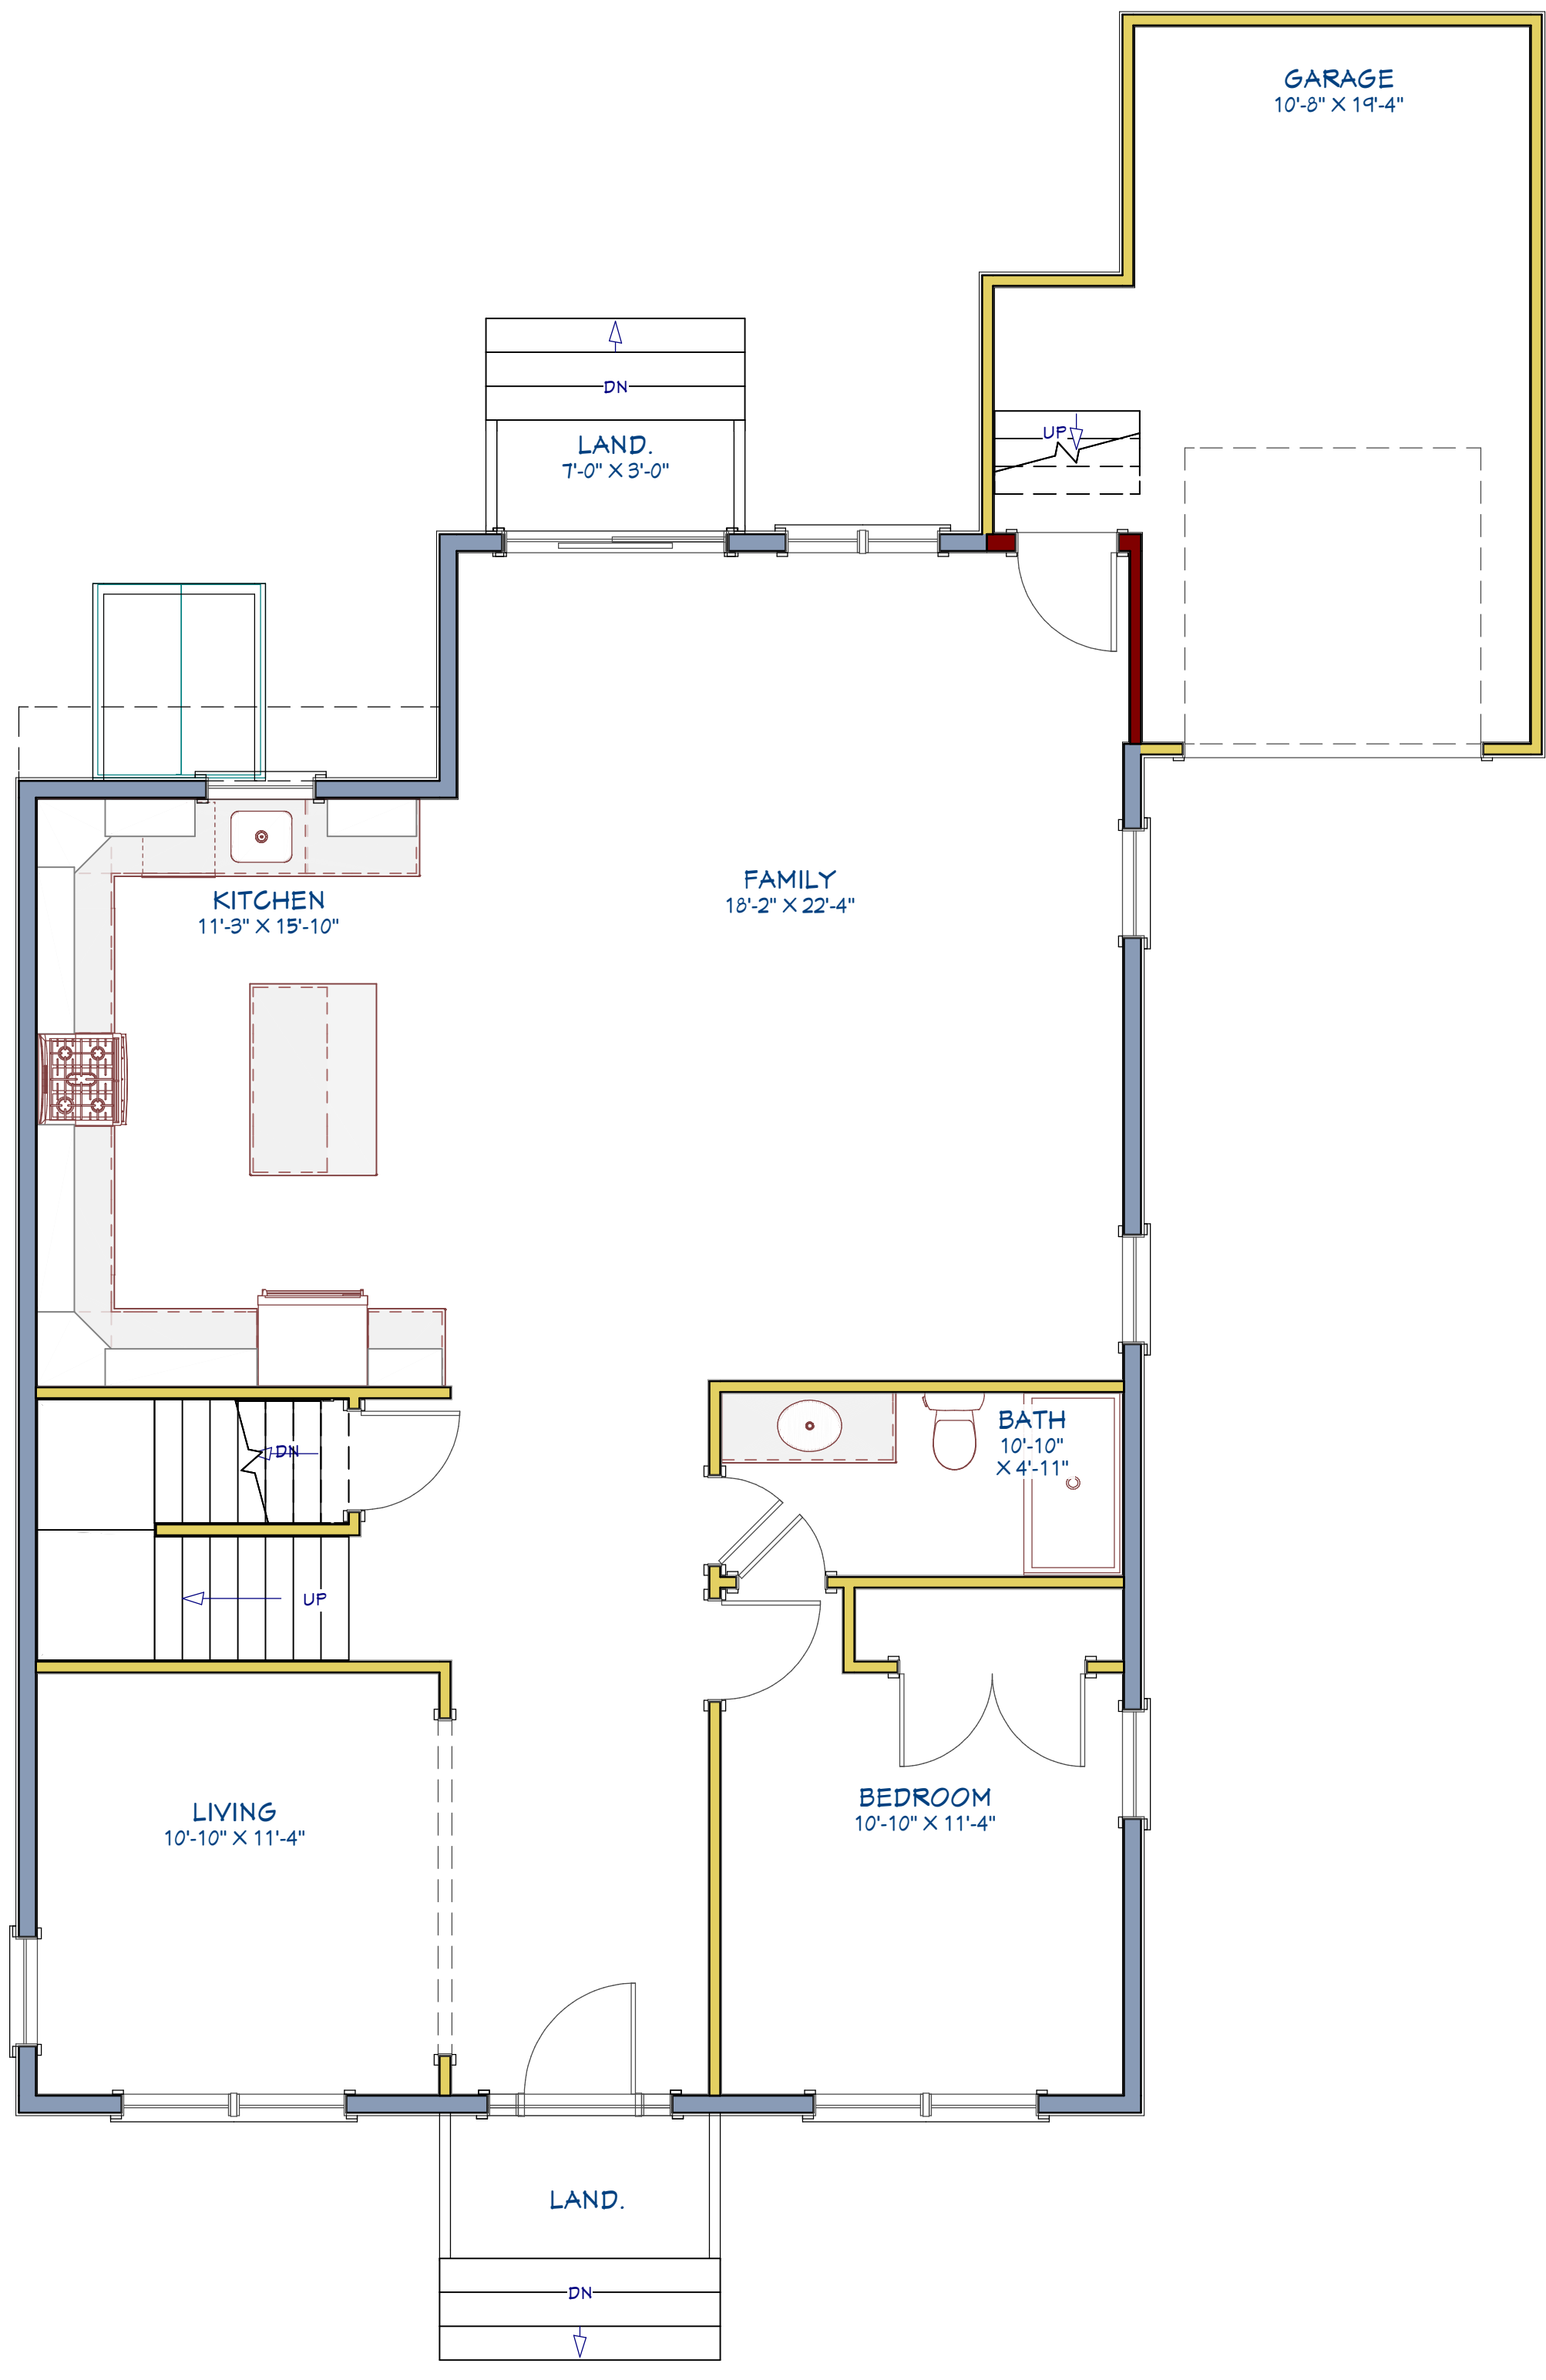 GARAGE
10'-8" X 19'-4"
DN
LAND.
7'-0" X 3'-0"
UP
KITCHEN
11'-3" X 15'-10"
FAMILY
18'-2" X 22'-4"
BATH
10'-10"
X 4'-11"
DN
UP
LIVING
10'-10" X 11'-4"
BEDROOM
10'-10" X 11'-4"
LAND.
DN